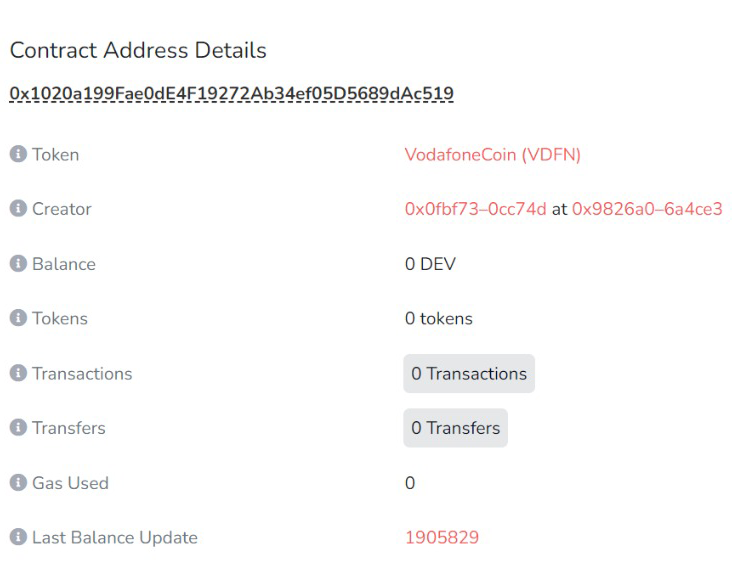 Contract Address Details
0x1020a199Fae0dE4F19272Ab34ef05D5689dAc519
Token VodafoneCoin (VDFN)
Creator 0x0fbf73–0cc74d at 0x9826a0–6a4ce3
Balance 0 DEV
Tokens 0 tokens
Transactions 0 Transactions
Transfers 0 Transfers
Gas Used 0
Last Balance Update 1905829